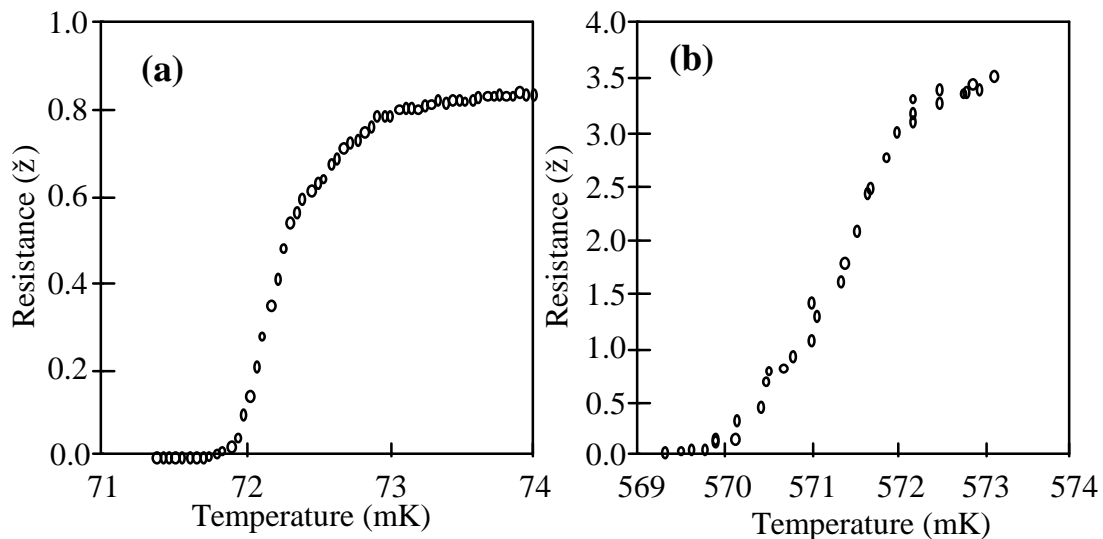 (a)
Resistance (ž)
1.0
0.8
0.6
0.4
0.2
0.0
71 72 73 74
Temperature (mK)
(b)
Resistance (ž)
4.0
3.5
3.0
2.5
2.0
1.5
1.0
0.5
0.0
569 570 571 572 573 574
Temperature (mK)